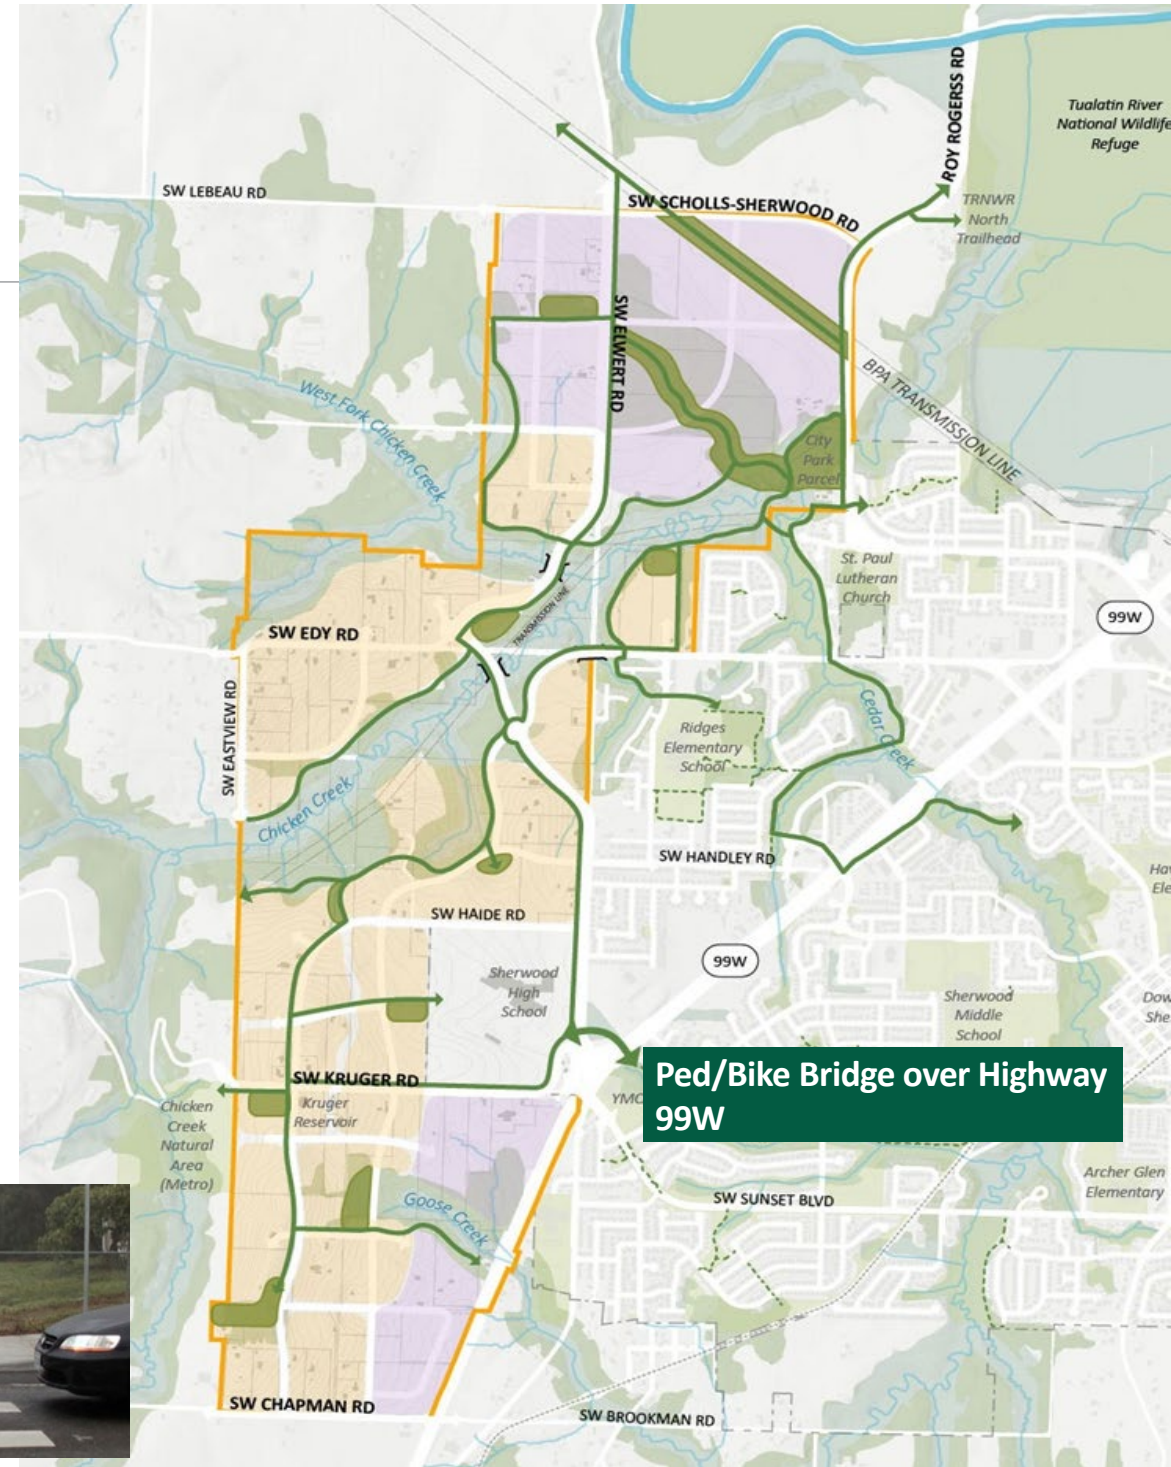 ROY ROGERSS RD
Tualatin River
National Wildlife
Refuge
SW LEBEAU RD
SW SCHOLLS-SHERWOOD RD
TRNWR
North
Trailhead
SW ELWERT RD
BPA TRANSMISSION LINE
West Fork Chicken Creek
City
Park
Parcel
St. Paul
Lutheran
Church
99W
TRANSMISSION LINE
SW EDY RD
SW EASTVIEW RD
Cedar Creek
Ridges
Elementary
School
Chicken Creek
SW HANDLEY RD
SW HAIDE RD
99W
Sherwood
High
School
Sherwood
Middle
School
SW KRUGER RD
Ped/Bike Bridge over Highway
99W
Chicken
Creek
Natural
Area
(Metro)
Kruger
Reservoir
Archer Glen
Elementary
SW SUNSET BLVD
Goose Creek
SW CHAPMAN RD
SW BROOKMAN RD